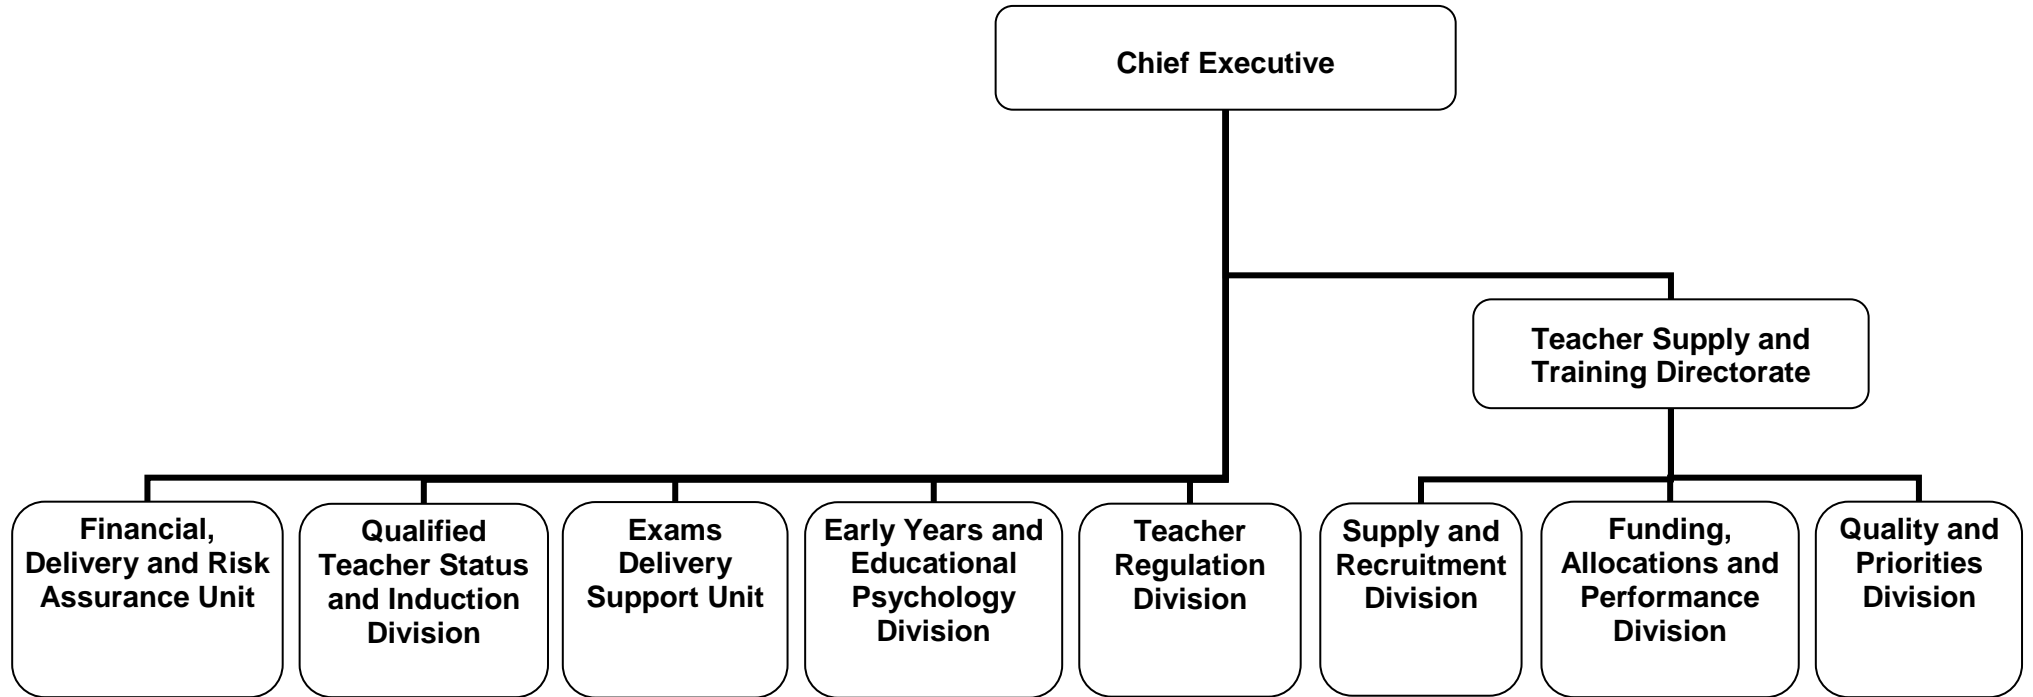 Chief Executive
Teacher Supply and
Training Directorate
Financial,
Delivery and Risk
Assurance Unit
Qualified
Teacher Status
and Induction
Division
Exams
Delivery
Support Unit
Early Years and
Educational
Psychology
Division
Teacher
Regulation
Division
Supply and
Recruitment
Division
Funding,
Allocations and
Performance
Division
Quality and
Priorities
Division